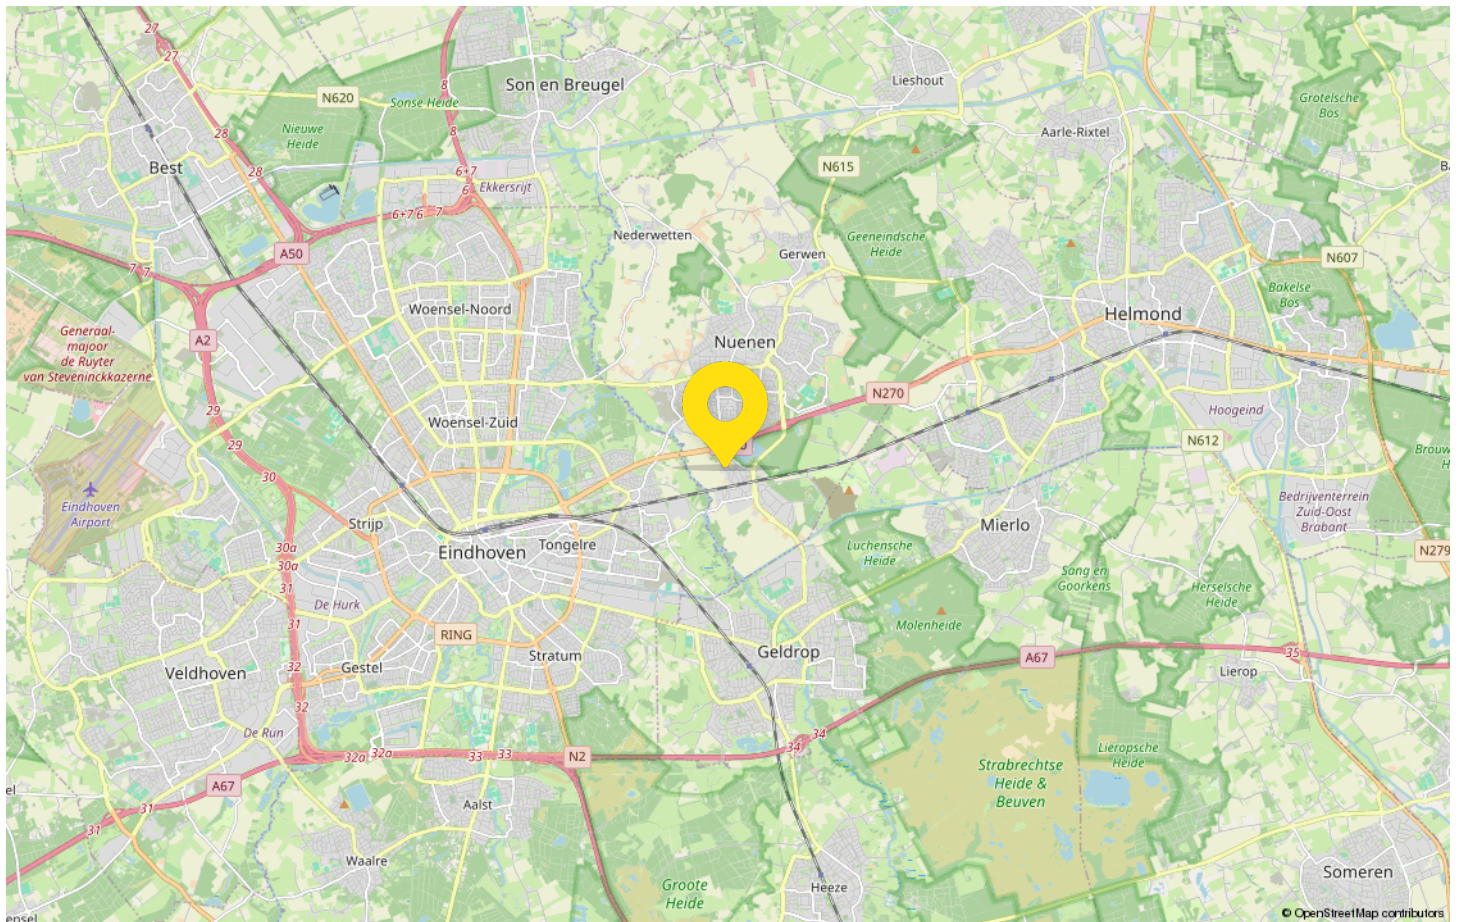 27
27
Son en Breugel
Lieshout
8
N620
Sonse Heide
Grotelsche
Bos
Nieuwe
Heide
28
8
Aarle-Rixtel
Best
28
6+7
6
Ekkersrijt
N615
6+7 6
7
Nederwetten
Geeneindsche
Heide
A50
Gerwen
N607
7
7
Bakelse
Bos
Woensel-Noord
Helmond
Generaal-
majoor
de Ruyter
van Steveninckkazerne
A2
Nuenen
N270
29
Hoogeind
Woensel-Zuid
29
N612
30
Eindhoven
Airport
Bedrijventerrein
Zuid-Oost
Brabant
Strijp
Mierlo
30a
30a
Eindhoven
Tongelre
Luchensche
Heide
N279
31
Sang en
Goorkens
Herselsche
Heide
De Hurk
31
RING
Molenheide
Geldrop
Stratum
A67
35
32
Gestel
Veldhoven
Lierop
32
De Run
34
34
32a
32a
33
33
N2
Lieropsche
Heide
Strabrechtse
Heide &
Beuven
A67
31
31
Aalst
Waalre
Groote
Heide
Heeze
Someren
© OpenStreetMap contributors